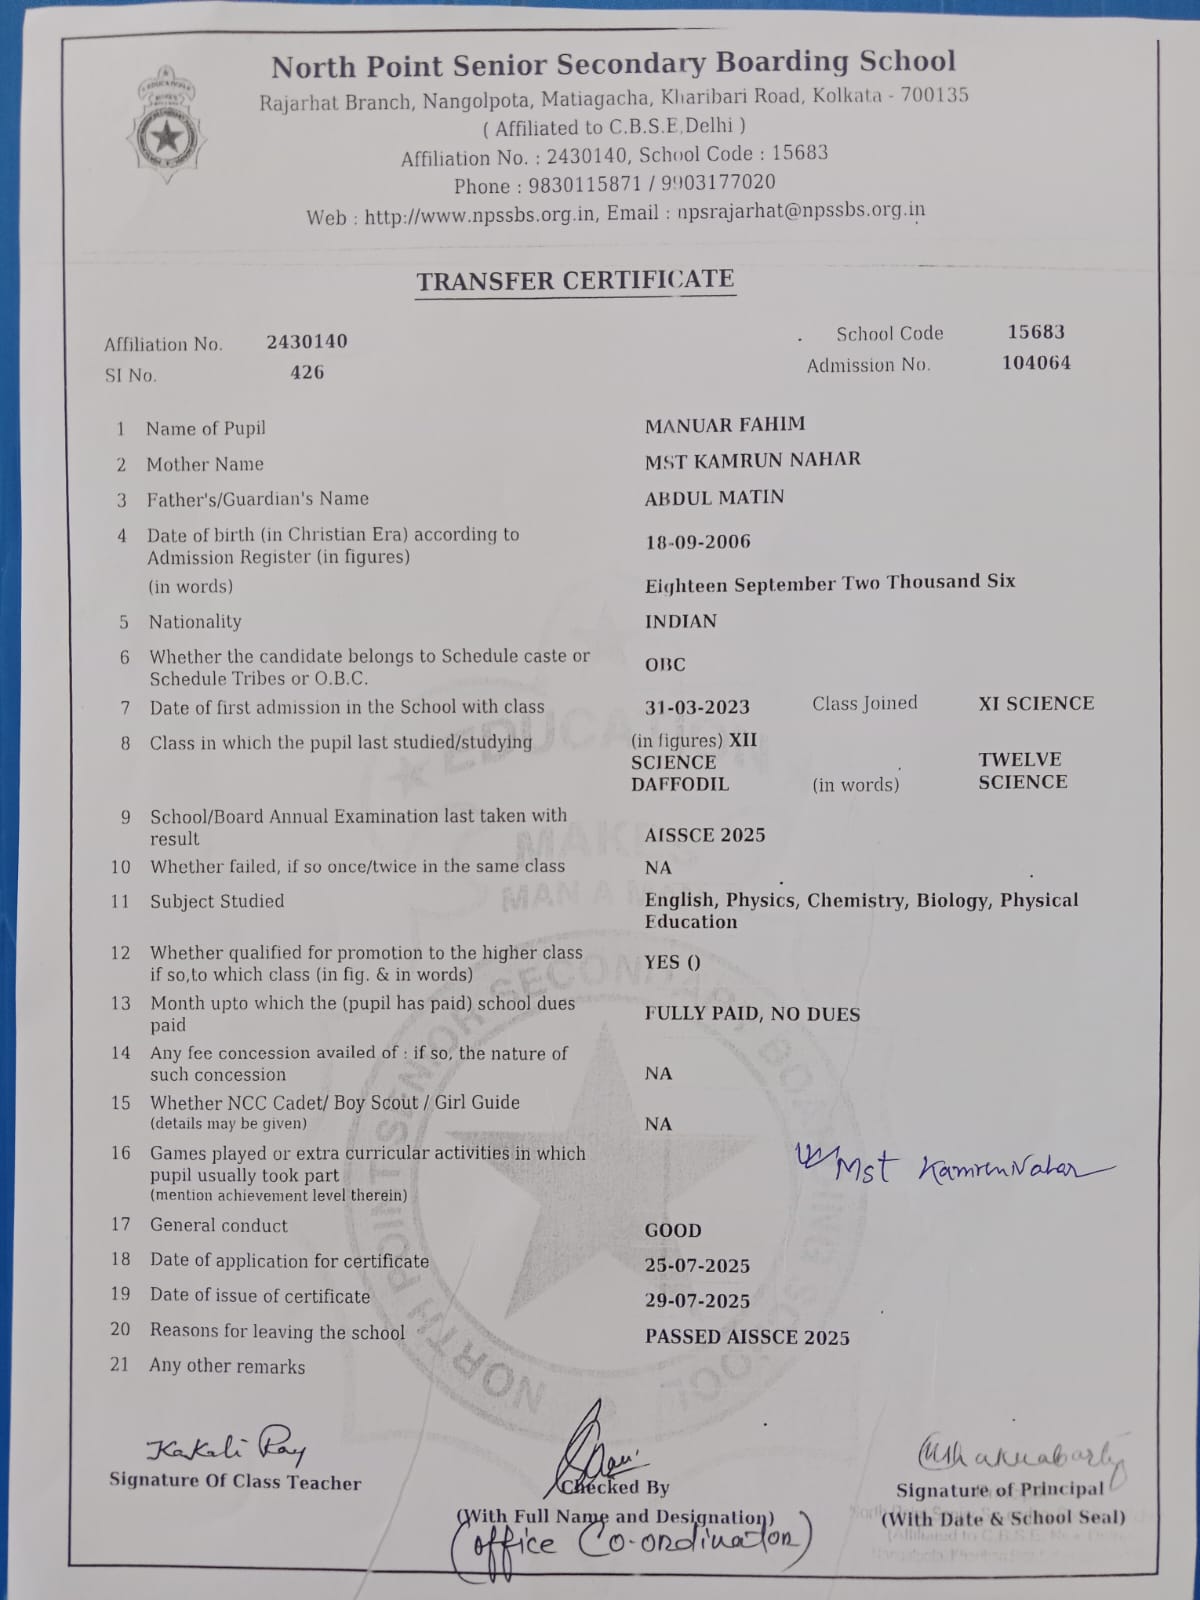 North Point Senior Secondary Boarding School
Rajarhat Branch, Nangolpota, Matiagacha, Kharibari Road, Kolkata - 700135
( Affiliated to C.B.S.E,Delhi )
Affiliation No. : 2430140, School Code : 15683
Phone : 9830115871 / 9903177020
Web : http://www.npssbs.org.in, Email : npsrajarhat@npssbs.org.in
TRANSFER CERTIFICATE
Affiliation No. 2430140 School Code 15683
SI No. 426 Admission No. 104064
1 Name of Pupil MANUAR FAHIM
2 Mother Name MST KAMRUN NAHAR
3 Father's/Guardian's Name ABDUL MATIN
4 Date of birth (in Christian Era) according to
Admission Register (in figures) 18-09-2006
(in words) Eighteen September Two Thousand Six
5 Nationality INDIAN
6 Whether the candidate belongs to Schedule caste or
Schedule Tribes or O.B.C. OBC
7 Date of first admission in the School with class 31-03-2023 Class Joined XI SCIENCE
8 Class in which the pupil last studied/studying (in figures) XII
SCIENCE TWELVE
DAFFODIL (in words) SCIENCE
9 School/Board Annual Examination last taken with
result AISSCE 2025
10 Whether failed, if so once/twice in the same class NA
11 Subject Studied English, Physics, Chemistry, Biology, Physical
Education
12 Whether qualified for promotion to the higher class
if so,to which class (in fig. & in words) YES ()
13 Month upto which the (pupil has paid) school dues
paid FULLY PAID, NO DUES
14 Any fee concession availed of : if so, the nature of
such concession NA
15 Whether NCC Cadet/ Boy Scout / Girl Guide
(details may be given) NA
16 Games played or extra curricular activities in which
pupil usually took part
(mention achievement level therein)
Mst Kamrun Nahar
17 General conduct GOOD
18 Date of application for certificate 25-07-2025
19 Date of issue of certificate 29-07-2025
20 Reasons for leaving the school PASSED AISSCE 2025
21 Any other remarks
Kakali Ray
Signature Of Class Teacher Checked By Signature of Principal
(With Full Name and Designation) (With Date & School Seal)
(Office Co-ordinator)
EDUCATION
MAKES
MAN A
NORTH POINT SENIOR SECONDARY BOARDING SCHOOL